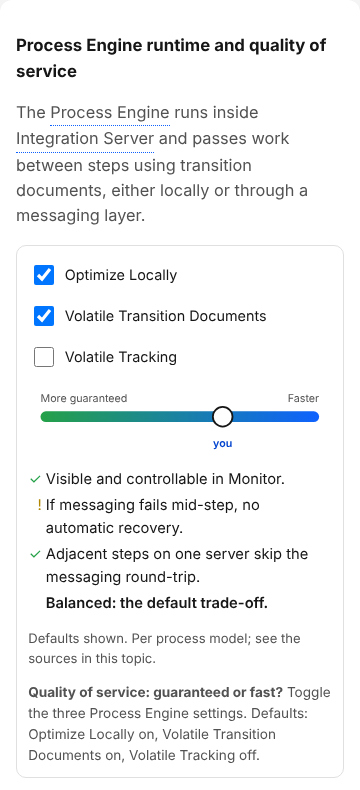 Process Engine runtime and quality of
service
The Process Engine runs inside
Integration Server and passes work
between steps using transition
documents, either locally or through a
messaging layer.
Optimize Locally
Volatile Transition Documents
Volatile Tracking
More guaranteed Faster
you
✓ Visible and controllable in Monitor.
! If messaging fails mid-step, no
automatic recovery.
✓ Adjacent steps on one server skip the
messaging round-trip.
Balanced: the default trade-off.
Defaults shown. Per process model; see the
sources in this topic.
Quality of service: guaranteed or fast? Toggle
the three Process Engine settings. Defaults:
Optimize Locally on, Volatile Transition
Documents on, Volatile Tracking off.